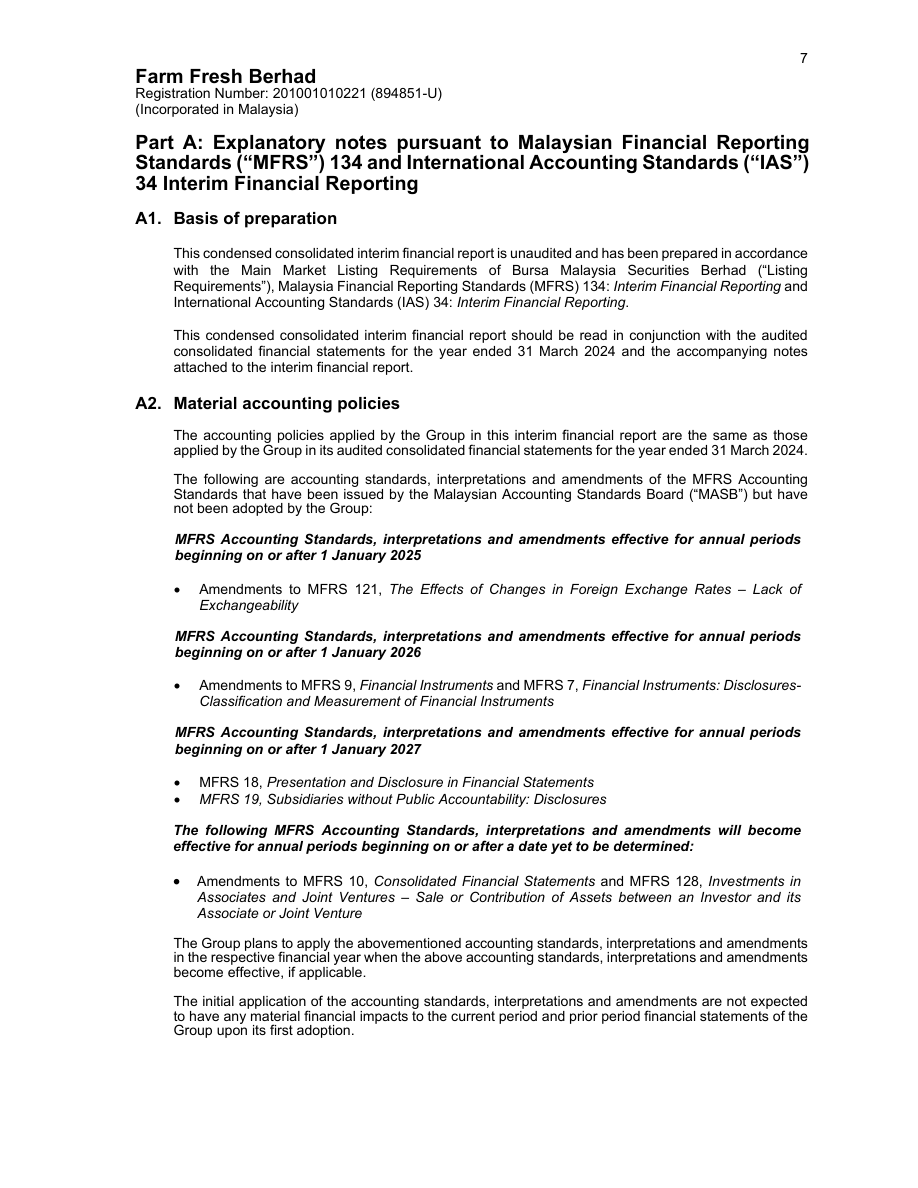 7
Farm Fresh Berhad
Registration Number: 201001010221 (894851-U)
(Incorporated in Malaysia)
Part A: Explanatory notes pursuant to Malaysian Financial Reporting
Standards (“MFRS”) 134 and International Accounting Standards (“IAS”)
34 Interim Financial Reporting
A1. Basis of preparation
This condensed consolidated interim financial report is unaudited and has been prepared in accordance
with the Main Market Listing Requirements of Bursa Malaysia Securities Berhad (“Listing
Requirements”), Malaysia Financial Reporting Standards (MFRS) 134: Interim Financial Reporting and
International Accounting Standards (IAS) 34: Interim Financial Reporting.
This condensed consolidated interim financial report should be read in conjunction with the audited
consolidated financial statements for the year ended 31 March 2024 and the accompanying notes
attached to the interim financial report.
A2. Material accounting policies
The accounting policies applied by the Group in this interim financial report are the same as those
applied by the Group in its audited consolidated financial statements for the year ended 31 March 2024.
The following are accounting standards, interpretations and amendments of the MFRS Accounting
Standards that have been issued by the Malaysian Accounting Standards Board (“MASB”) but have
not been adopted by the Group:
MFRS Accounting Standards, interpretations and amendments effective for annual periods
beginning on or after 1 January 2025
• Amendments to MFRS 121, The Effects of Changes in Foreign Exchange Rates – Lack of
Exchangeability
MFRS Accounting Standards, interpretations and amendments effective for annual periods
beginning on or after 1 January 2026
• Amendments to MFRS 9, Financial Instruments and MFRS 7, Financial Instruments: Disclosures-
Classification and Measurement of Financial Instruments
MFRS Accounting Standards, interpretations and amendments effective for annual periods
beginning on or after 1 January 2027
• MFRS 18, Presentation and Disclosure in Financial Statements
• MFRS 19, Subsidiaries without Public Accountability: Disclosures
The following MFRS Accounting Standards, interpretations and amendments will become
effective for annual periods beginning on or after a date yet to be determined:
• Amendments to MFRS 10, Consolidated Financial Statements and MFRS 128, Investments in
Associates and Joint Ventures – Sale or Contribution of Assets between an Investor and its
Associate or Joint Venture
The Group plans to apply the abovementioned accounting standards, interpretations and amendments
in the respective financial year when the above accounting standards, interpretations and amendments
become effective, if applicable.
The initial application of the accounting standards, interpretations and amendments are not expected
to have any material financial impacts to the current period and prior period financial statements of the
Group upon its first adoption.